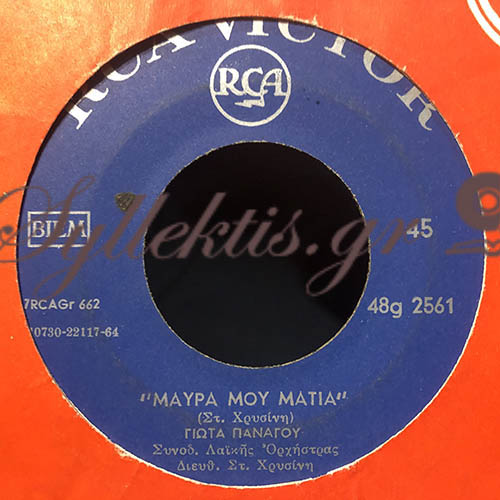 RCA VICTOR
RCA
BIEM
45
7RCAGr 662
0730-22117-64
48g 2561
Syllektis.gr
"ΜΑΥΡΑ ΜΟΥ ΜΑΤΙΑ"
(Στ. Χρυσίνη)
ΓΙΩΤΑ ΠΑΝΑΓΟΥ
Συνοδ. Λαϊκῆς Ὀρχήστρας
Διευθ. Στ. Χρυσίνη